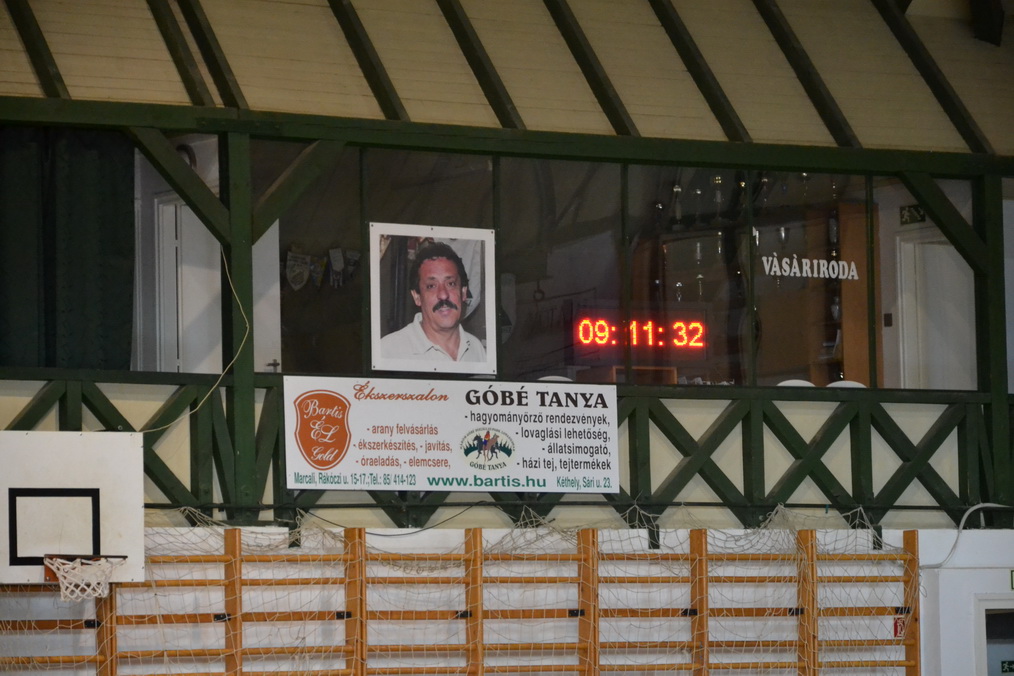 VÀSÀRIRODA
09: 11: 32
Ékszerszalon
GÓBÉ TANYA
Bartis
EL
Gold
- arany felvásárlás
- ékszerkészítés, - javítás,
- óraeladás, - elemcsere,
- hagyományörző rendezvények,
- lovaglási lehetőség,
- állatsimogató,
- házi tej, tejtermékek
GÓBÉ TANYA
Marcali, Rákóczi u. 15-17.;Tel.: 85/ 414-123
www.bartis.hu
Kéthely, Sári u. 23.